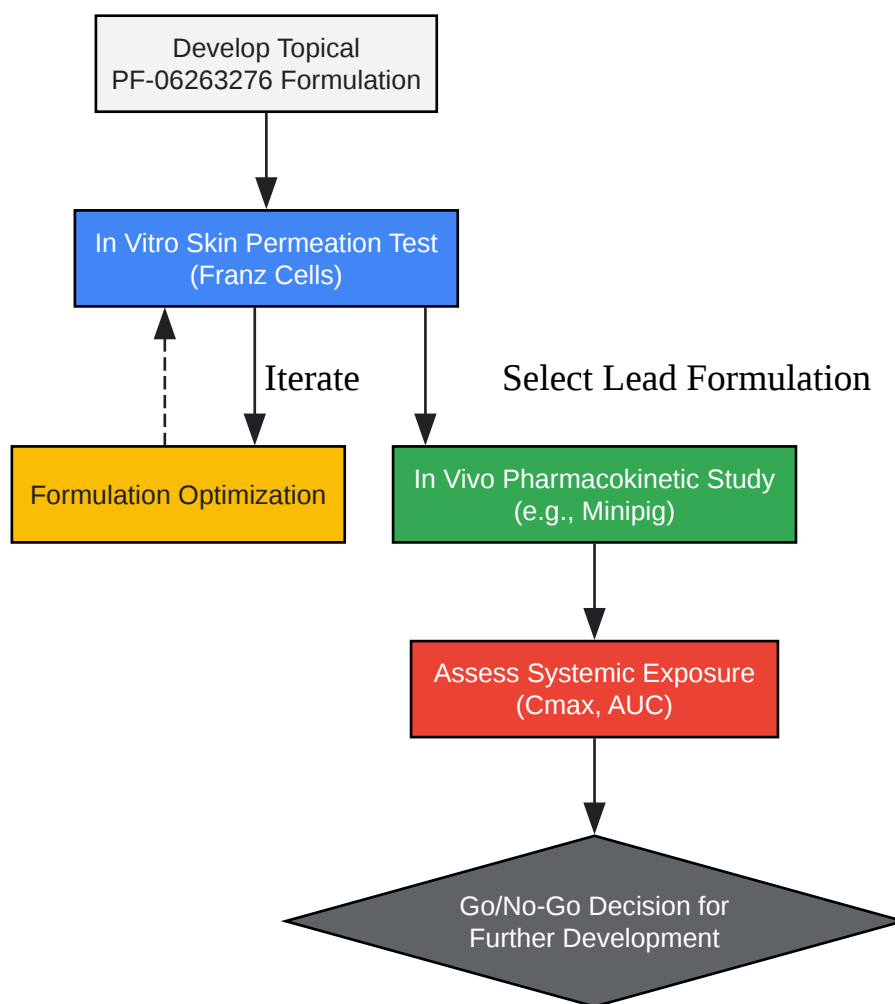 Develop Topical
PF-06263276 Formulation
In Vitro Skin Permeation Test
(Franz Cells)
Iterate
Select Lead Formulation
Formulation Optimization
In Vivo Pharmacokinetic Study
(e.g., Minipig)
Assess Systemic Exposure
(Cmax, AUC)
Go/No-Go Decision for
Further Development